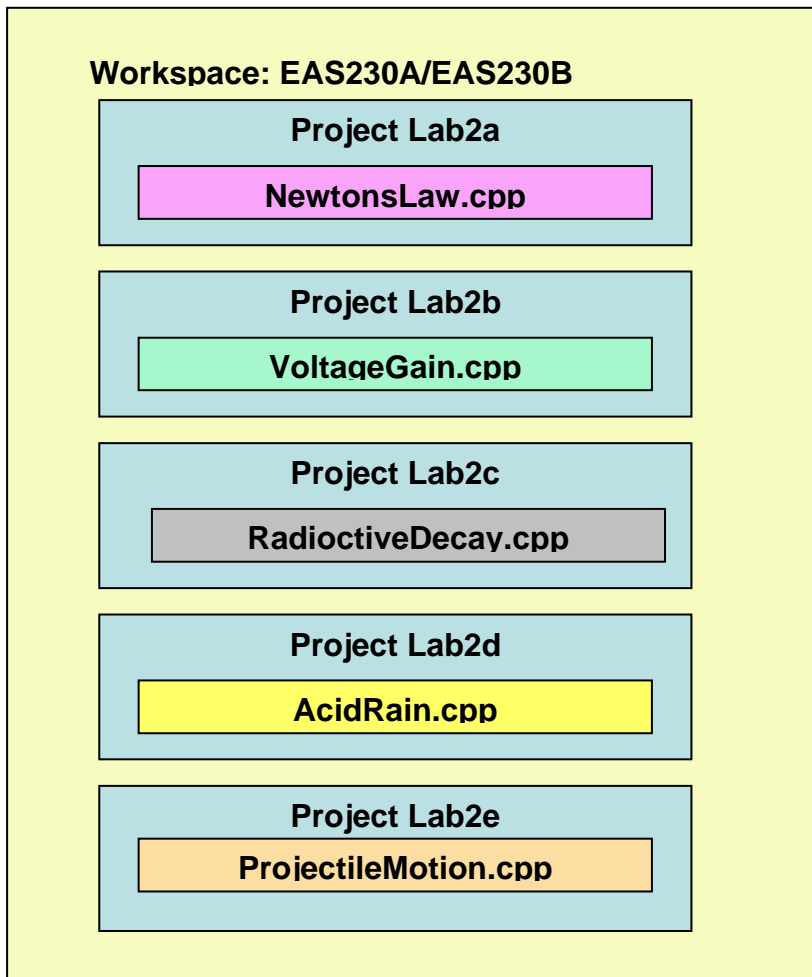 Workspace: EAS230A/EAS230B
Project Lab2a
NewtonsLaw.cpp
Project Lab2b
VoltageGain.cpp
Project Lab2c
RadioctiveDecay.cpp
Project Lab2d
AcidRain.cpp
Project Lab2e
ProjectileMotion.cpp